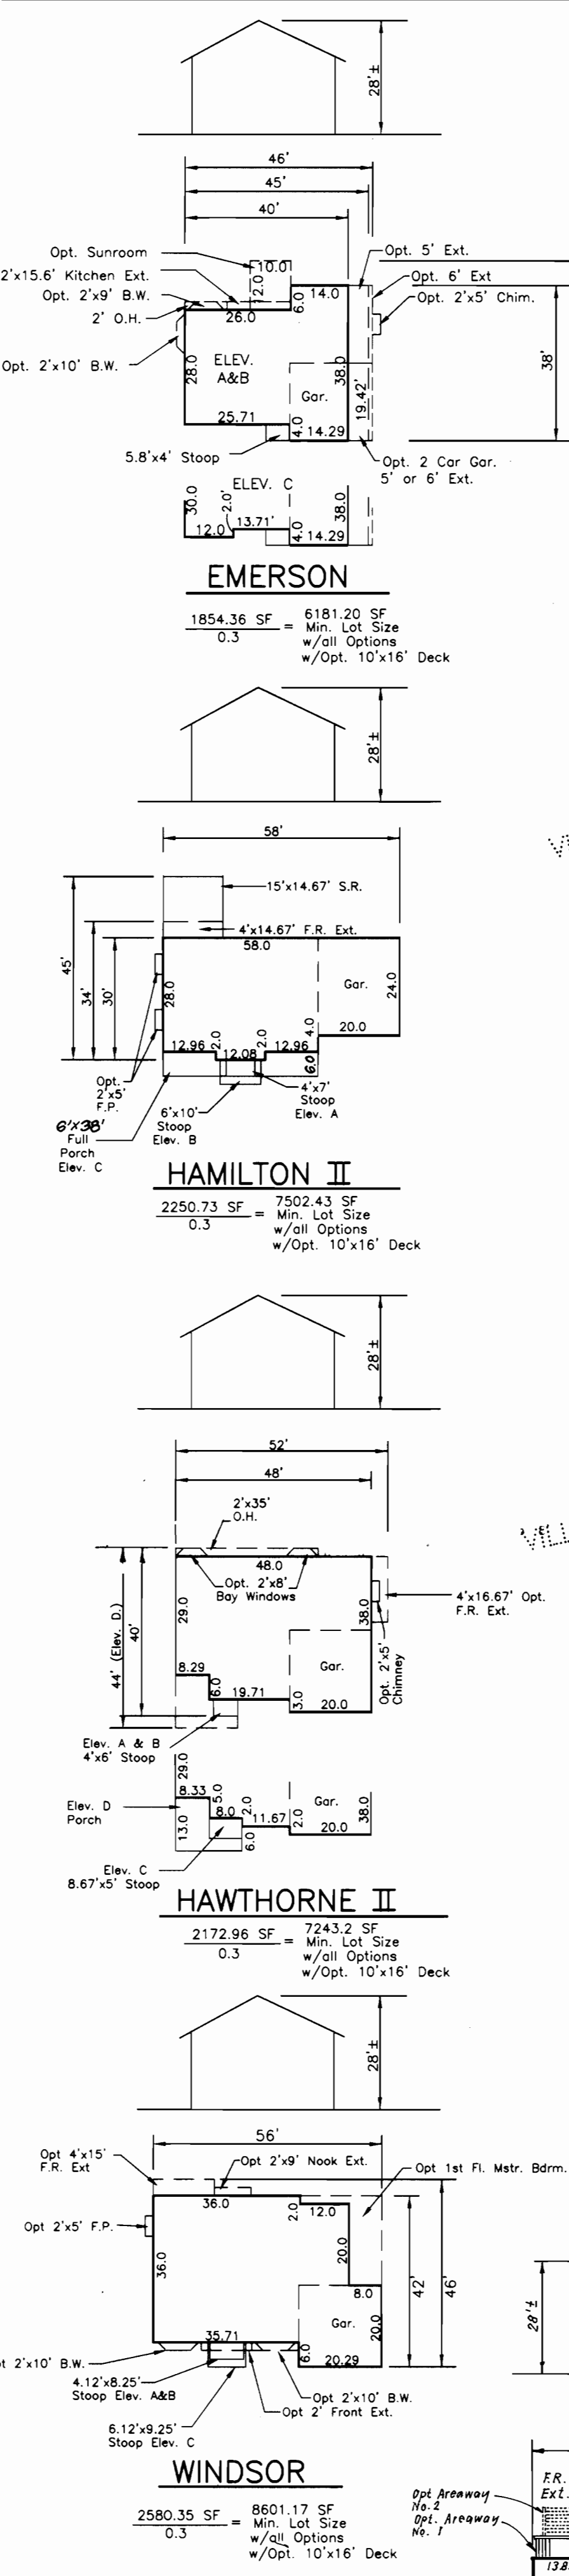 28'±
46'
45'
40'
Opt. Sunroom
Opt. 5' Ext.
2'x15.6' Kitchen Ext.
10.0
12.0
14.0
6.0
Opt. 6' Ext
Opt. 2'x9' B.W.
Opt. 2'x5' Chim.
2' O.H.
26.0
Opt. 2'x10' B.W.
28.0
ELEV.
A&B
38.0
38'
Gar.
19.42'
25.71
4.0
14.29
5.8'x4' Stoop
Opt. 2 Car Gar.
5' or 6' Ext.
ELEV. C
30.0
2.0'
38.0
13.71'
12.0
4.0
14.29
EMERSON
1854.36 SF
0.3
=
6181.20 SF
Min. Lot Size
w/all Options
w/Opt. 10'x16' Deck
28'±
58'
15'x14.67' S.R.
4'x14.67' F.R. Ext.
58.0
45'
34'
30'
28.0
Gar.
24.0
20.0
12.96
2.0
12.08
2.0
12.96
4.0
6.0
Opt.
2'x5'
F.P.
4'x7'
Stoop
Elev. A
6'x10'
Stoop
Elev. B
6'x38'
Full
Porch
Elev. C
HAMILTON II
2250.73 SF
0.3
=
7502.43 SF
Min. Lot Size
w/all Options
w/Opt. 10'x16' Deck
28'±
52'
48'
2'x35'
O.H.
48.0
Opt. 2'x8'
Bay Windows
44' (Elev. D.)
40'
29.0
38.0
4'x16.67' Opt.
F.R. Ext.
Opt. 2'x5'
Chimney
Gar.
8.29
6.0
19.71
3.0
20.0
Elev. A & B
4'x6' Stoop
29.0
8.33
5.0
8.0
2.0
11.67
2.0
Gar.
20.0
38.0
Elev. D
Porch
13.0
6.0
Elev. C
8.67'x5' Stoop
HAWTHORNE II
2172.96 SF
0.3
=
7243.2 SF
Min. Lot Size
w/all Options
w/Opt. 10'x16' Deck
28'±
56'
Opt 4'x15'
F.R. Ext
Opt 2'x9' Nook Ext.
Opt 1st Fl. Mstr. Bdrm.
36.0
2.0
12.0
Opt 2'x5' F.P.
36.0
20.0
8.0
42'
46'
Gar.
20.0
35.71
6.0
20.29
2'x10' B.W.
4.12'x8.25'
Stoop Elev. A&B
Opt 2'x10' B.W.
Opt 2' Front Ext.
6.12'x9.25'
Stoop Elev. C
28'±
WINDSOR
2580.35 SF
0.3
=
8601.17 SF
Min. Lot Size
w/all Options
w/Opt. 10'x16' Deck
F.R.
Ext.
Opt Areaway
No. 2
Opt. Areaway
No. 1